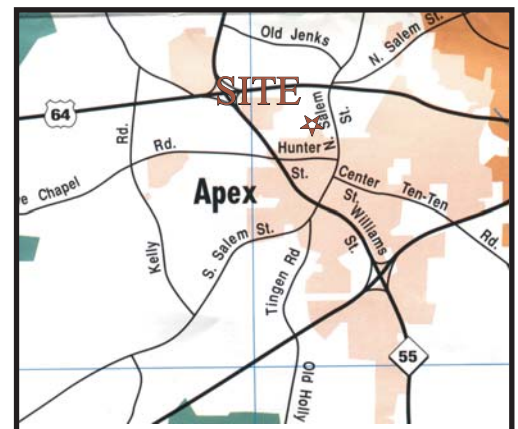 Old Jenks
N. Salem St.
SITE
64
N. Salem St.
Rd.
Rd.
Hunter
St.
e Chapel
Apex
Center
Ten-Ten
Rd.
St.
Williams
St.
Kelly
S. Salem St.
Tingen Rd
55
Old Holly